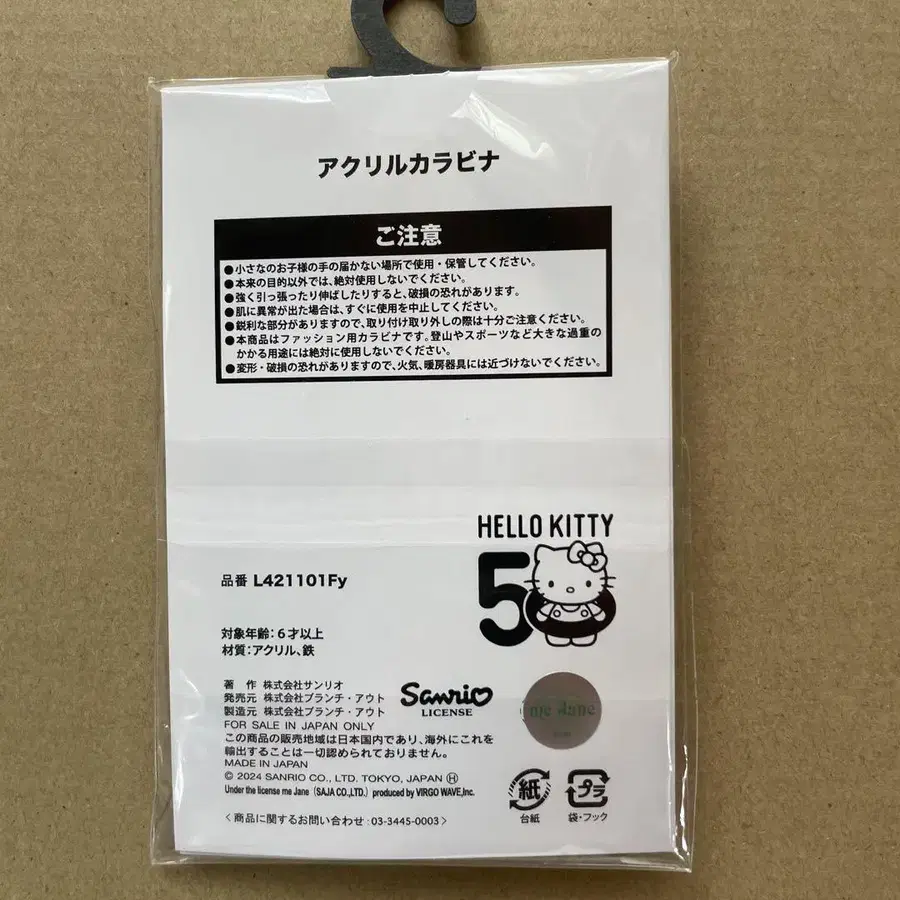 アクリルカラビナ
ご注意
●小さなのお子様の手の届かない場所で使用・保管してください。
●本来の目的以外では、絶対使用しないでください。
●強く引っ張ったり伸ばしたりすると、破損の恐れがあります。
●肌に異常が出た場合は、すぐに使用を中止してください。
●鋭利な部分がありますので、取り付け取り外しの際は十分ご注意ください。
●本商品はファッション用カラビナです。登山やスポーツなど大きな過重の
かかる用途には絶対に使用しないでください。
●変形・破損の恐れがありますので、火気、暖房器具には近づけないでください。
HELLO KITTY
50
品番 L421101Fy
対象年齢：6才以上
材質：アクリル、鉄
著 作 株式会社サンリオ
発売元 株式会社ブランチ・アウト
製造元 株式会社ブランチ・アウト
Sanrio
LICENSE
me Jane
FOR SALE IN JAPAN ONLY
この商品の販売地域は日本国内であり、海外にこれを
輸出することは一切認められておりません。
MADE IN JAPAN
© 2024 SANRIO CO., LTD. TOKYO, JAPAN Ⓗ
Under the license me Jane (SAJA CO.,LTD.) produced by VIRGO WAVE,Inc.
紙
台紙
プラ
袋・フック
〈商品に関するお問い合わせ：03-3445-0003〉